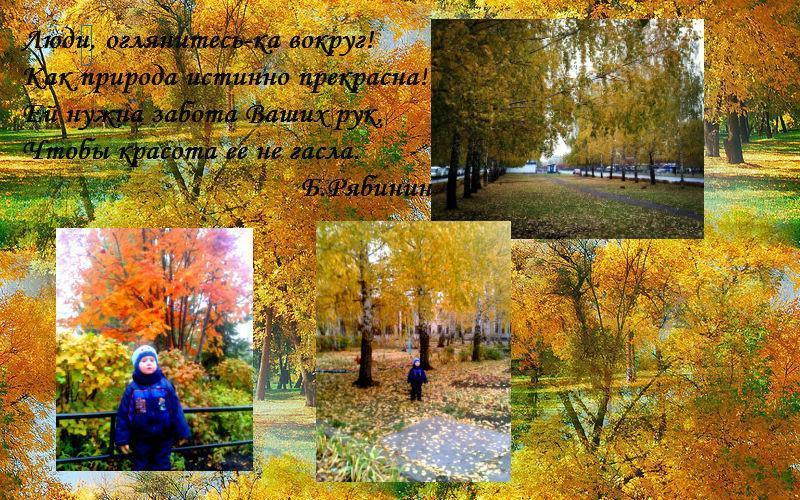 Люди, оглянитесь-ка вокруг!
Как природа истинно прекрасна!
Ей нужна забота Ваших рук,
Чтобы красота ее не гасла.
Б.Рябинин